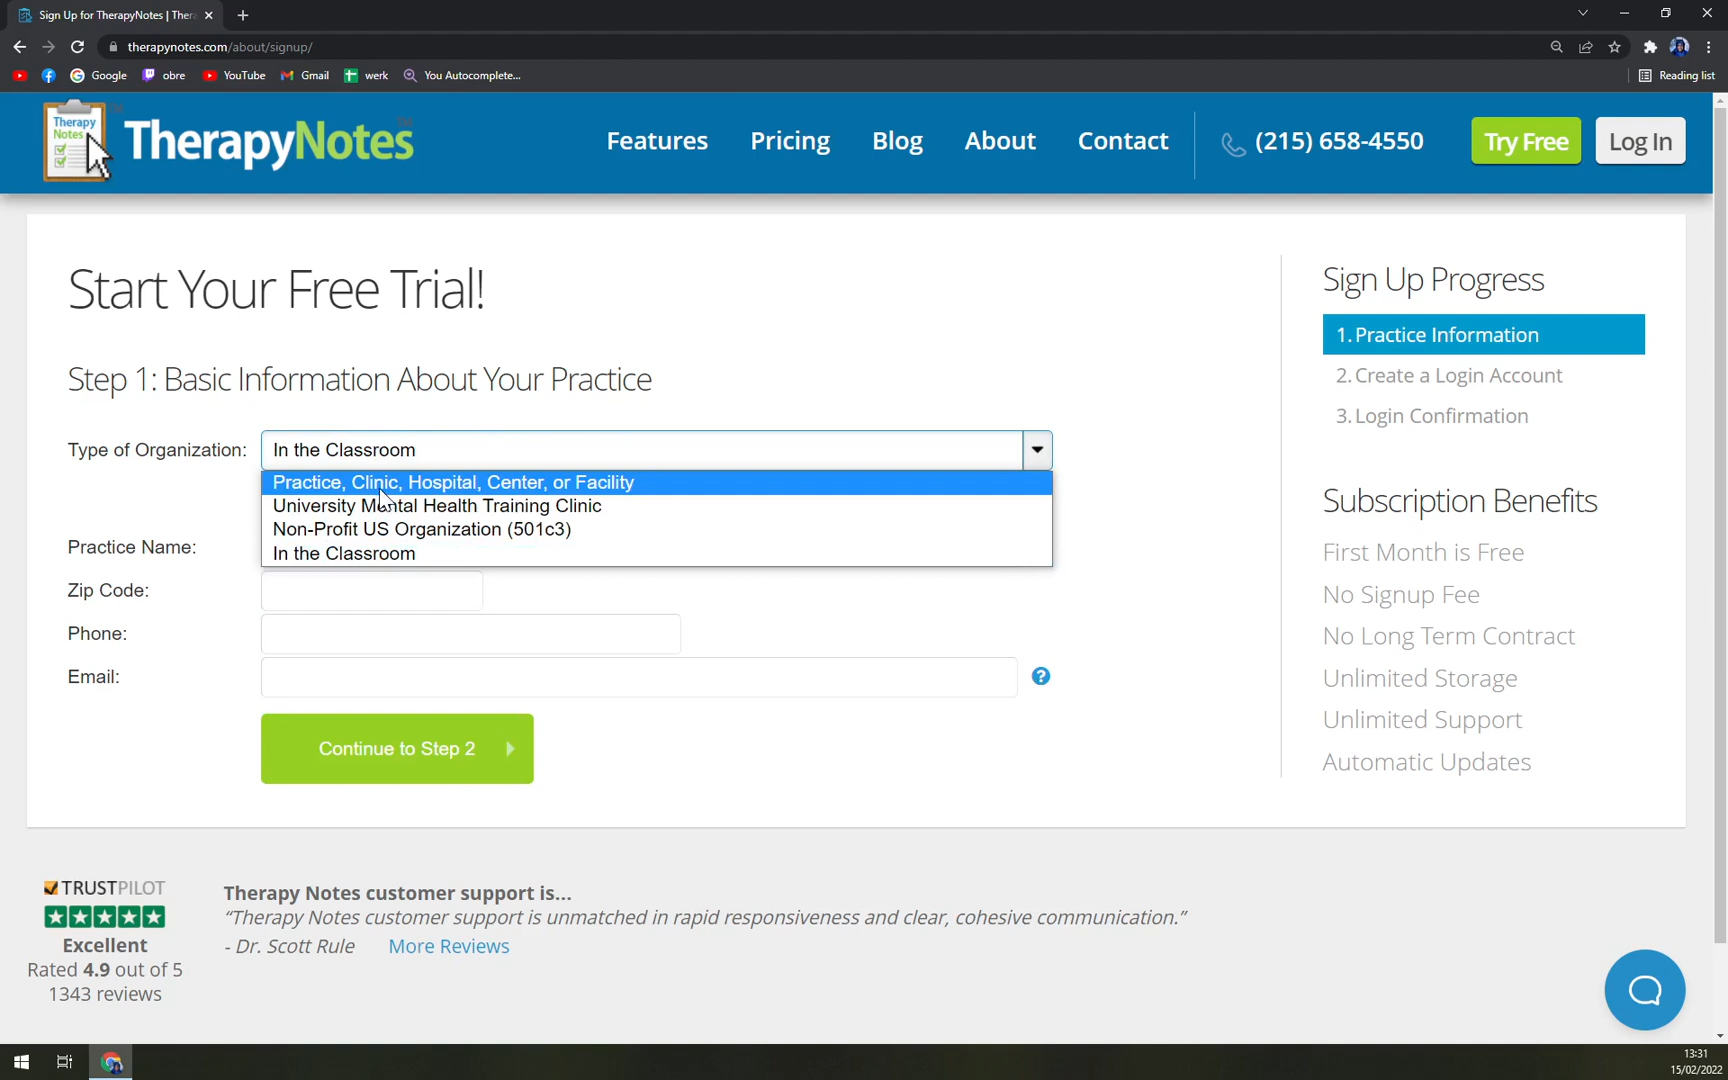 Sign Up for TherapyNotes | Ther
therapynotes.com/about/signup/
Google
obre
YouTube
Gmail
werk
You Autocomplete...
Reading list
Therapy
Notes
TherapyNotes
Features
Pricing
Blog
About
Contact
(215) 658-4550
Try Free
Log In
Start Your Free Trial!
Step 1: Basic Information About Your Practice
Type of Organization:
In the Classroom
Practice, Clinic, Hospital, Center, or Facility
University Mental Health Training Clinic
Non-Profit US Organization (501c3)
In the Classroom
Practice Name:
Zip Code:
Phone:
Email:
?
Continue to Step 2
Sign Up Progress
1. Practice Information
2. Create a Login Account
3. Login Confirmation
Subscription Benefits
First Month is Free
No Signup Fee
No Long Term Contract
Unlimited Storage
Unlimited Support
Automatic Updates
TRUSTPILOT
Excellent
Rated 4.9 out of 5
1343 reviews
Therapy Notes customer support is...
“Therapy Notes customer support is unmatched in rapid responsiveness and clear, cohesive communication.”
- Dr. Scott Rule
More Reviews
13:31
15/02/2022